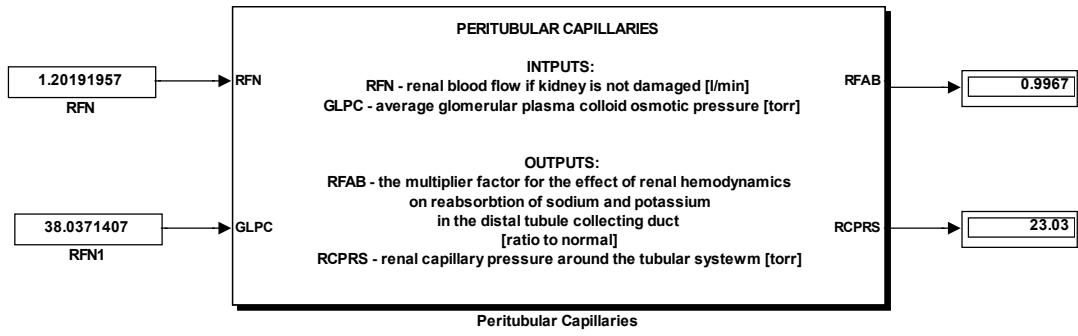 PERITUBULAR CAPILLARIES
INTPUTS:
RFN - renal blood flow if kidney is not damaged [l/min]
GLPC - average glomerular plasma colloid osmotic pressure [torr]
1.20191957
RFN
RFN
RFAB
0.9967
OUTPUTS:
RFAB - the multiplier factor for the effect of renal hemodynamics
on reabsorbtion of sodium and potassium
in the distal tubule collecting duct
[ratio to normal]
RCPRS - renal capillary pressure around the tubular systewm [torr]
38.0371407
RFN1
GLPC
RCPRS
23.03
Peritubular Capillaries